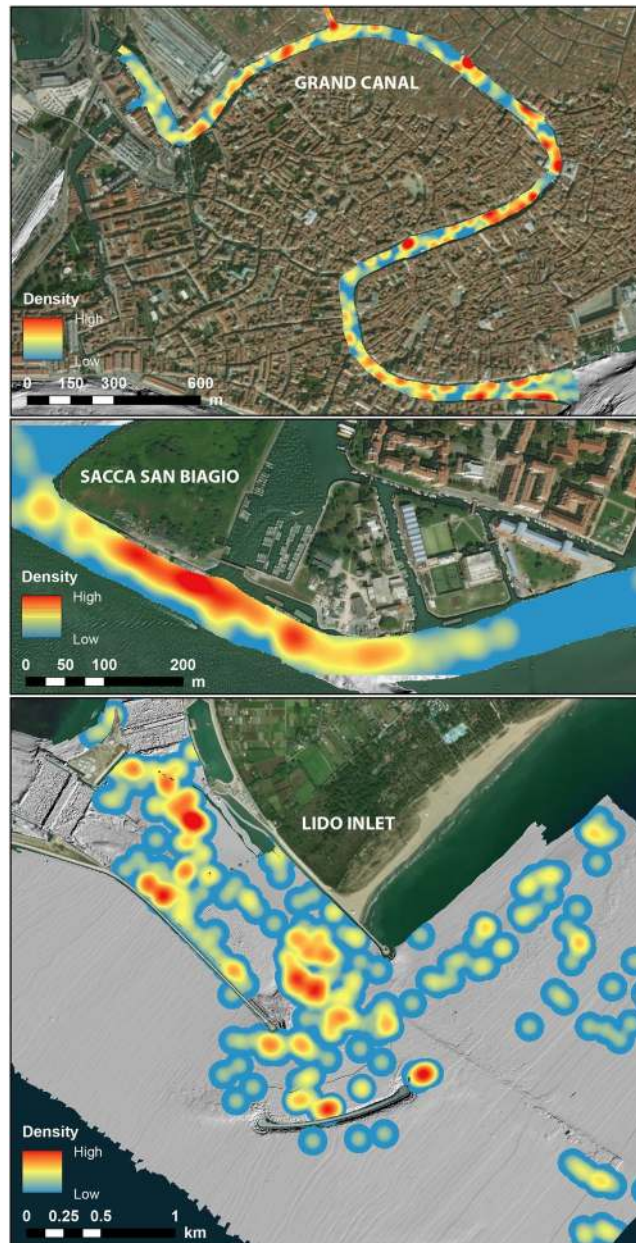 GRAND CANAL
Density
High
Low
0 150 300 600
m
SACCA SAN BIAGIO
Density
High
Low
0 50 100 200
m
LIDO INLET
Density
High
Low
0 0.25 0.5 1
km